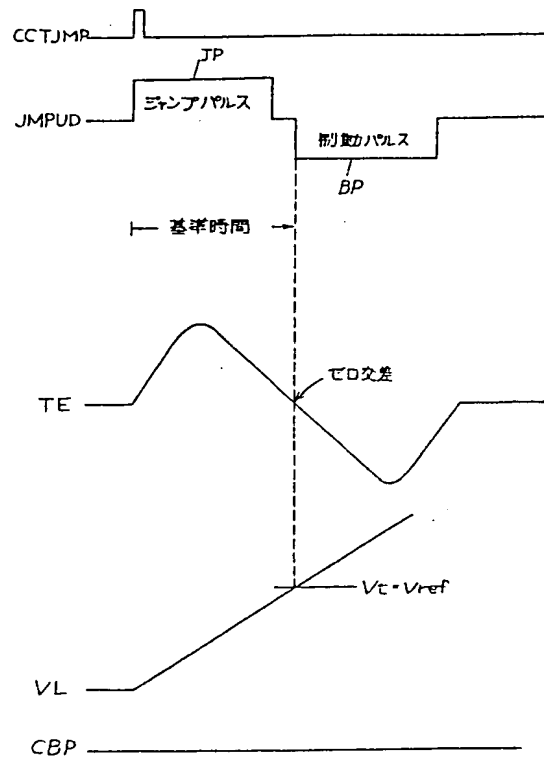 CCTJMP
JP
ジャンプパルス
JMPUD
制動パルス
BP
基準時間
ゼロ交差
TE
Vt=Vref
VL
CBP